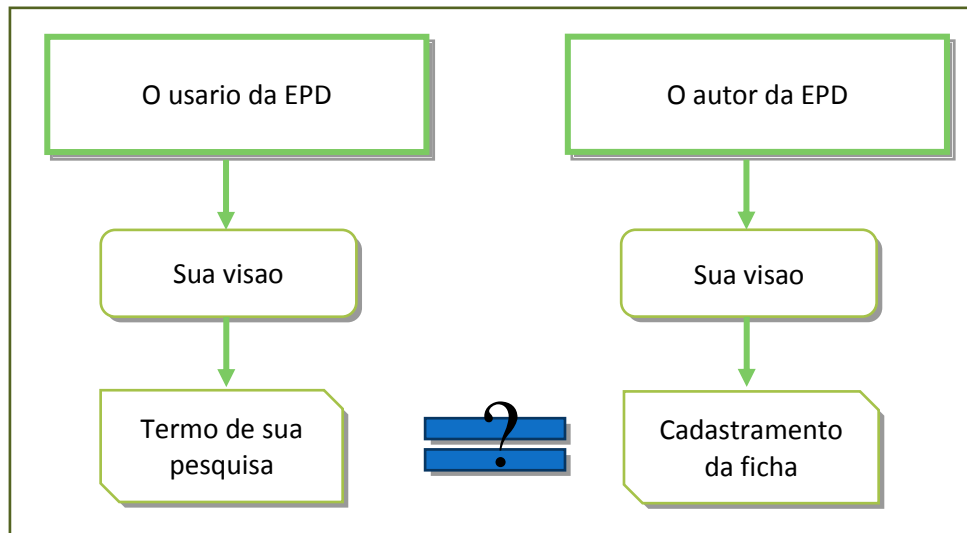 O usario da EPD
O autor da EPD
Sua visao
Sua visao
Termo de sua
pesquisa
?
Cadastramento
da ficha